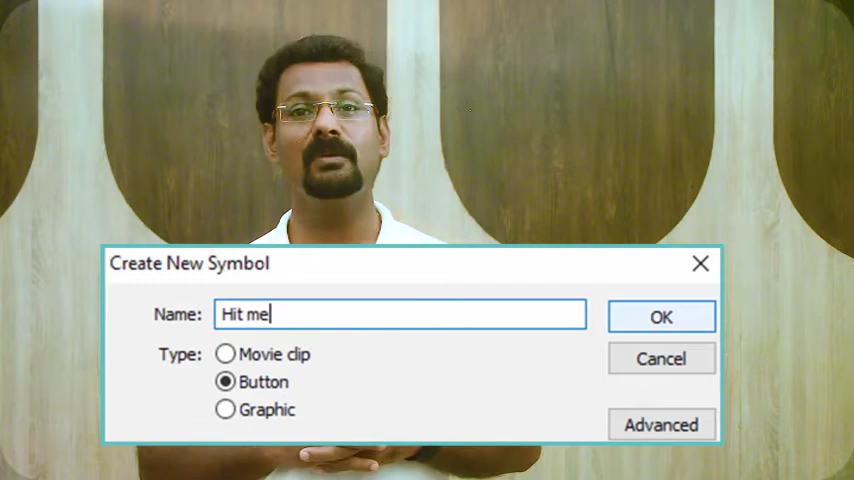 Create New Symbol
Name: Hit me OK
Type: Movie clip Cancel
Button
Graphic
Advanced